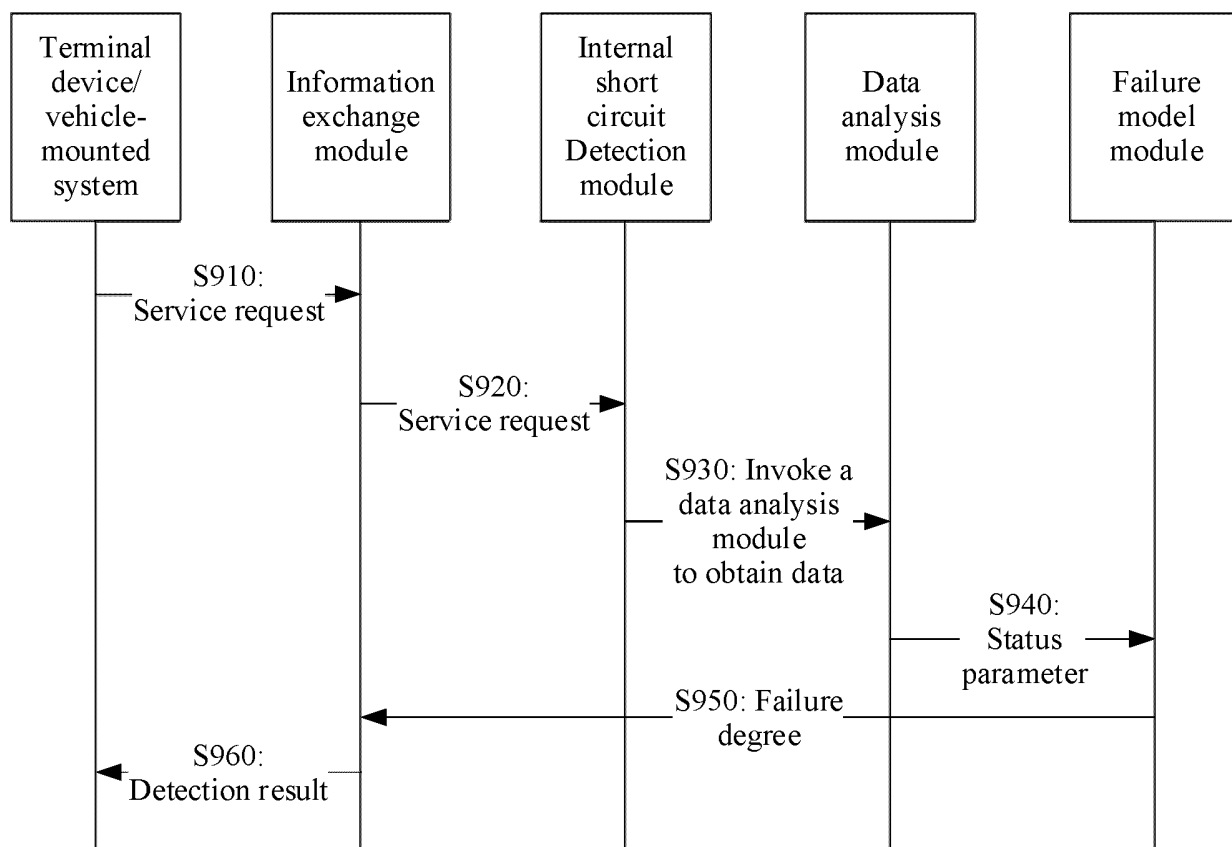 Terminal
device/
vehicle-
mounted
system
Information
exchange
module
Internal
short
circuit
Detection
module
Data
analysis
module
Failure
model
module
S910:
Service request
S920:
Service request
S930: Invoke a
data analysis
module
to obtain data
S940:
Status
parameter
S950: Failure
degree
S960:
Detection result